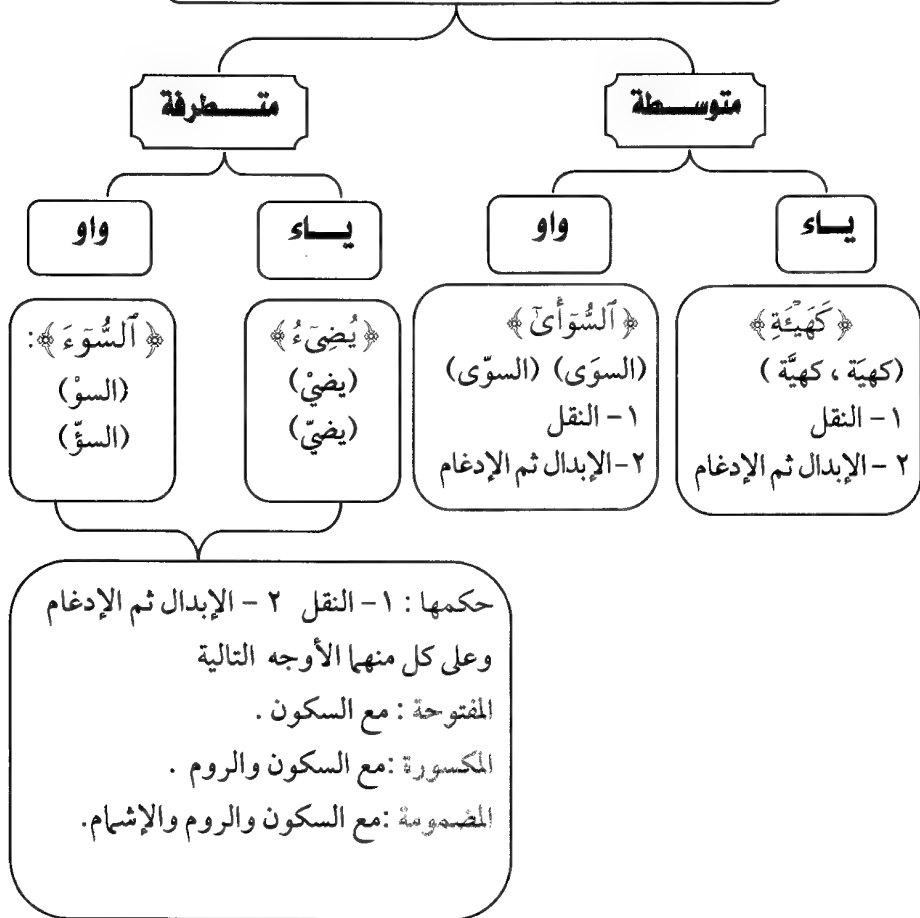 متوسطة
متطرفة
ياء
واو
ياء
واو
﴿كَهَيْـَٔةِ﴾
(كهيَة ، كهيَّة )
١- النقل
٢ - الإبدال ثم الإدغام
﴿ٱلسُّوٓأَىٰٓ﴾
(السوَى) (السوّى)
١- النقل
٢-الإبدال ثم الإدغام
﴿يُضِىٓءُ﴾
(يضيْ)
(يضيّ)
﴿ٱلسُّوٓءَ﴾:
(السوْ)
(السوّ)
حكمها : ١- النقل ٢ - الإبدال ثم الإدغام
وعلى كل منهما الأوجه التالية
المفتوحة : مع السكون .
المكسورة :مع السكون والروم .
المضمومة :مع السكون والروم والإشمام.